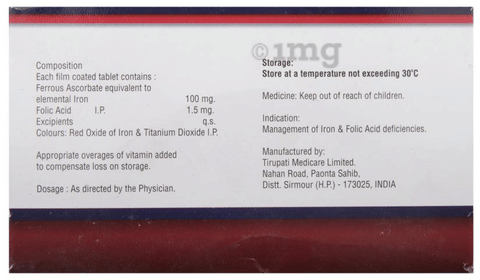 © 1mg
Composition
Each film coated tablet contains :
Ferrous Ascorbate equivalent to
elemental Iron 100 mg.
Folic Acid I.P. 1.5 mg.
Excipients q.s.
Colours: Red Oxide of Iron & Titanium Dioxide I.P.
Appropriate overages of vitamin added
to compensate loss on storage.
Dosage : As directed by the Physician.
Storage:
Store at a temperature not exceeding 30°C
Medicine: Keep out of reach of children.
Indication:
Management of Iron & Folic Acid deficiencies.
Manufactured by:
Tirupati Medicare Limited.
Nahan Road, Paonta Sahib,
Distt. Sirmour (H.P.) - 173025, INDIA